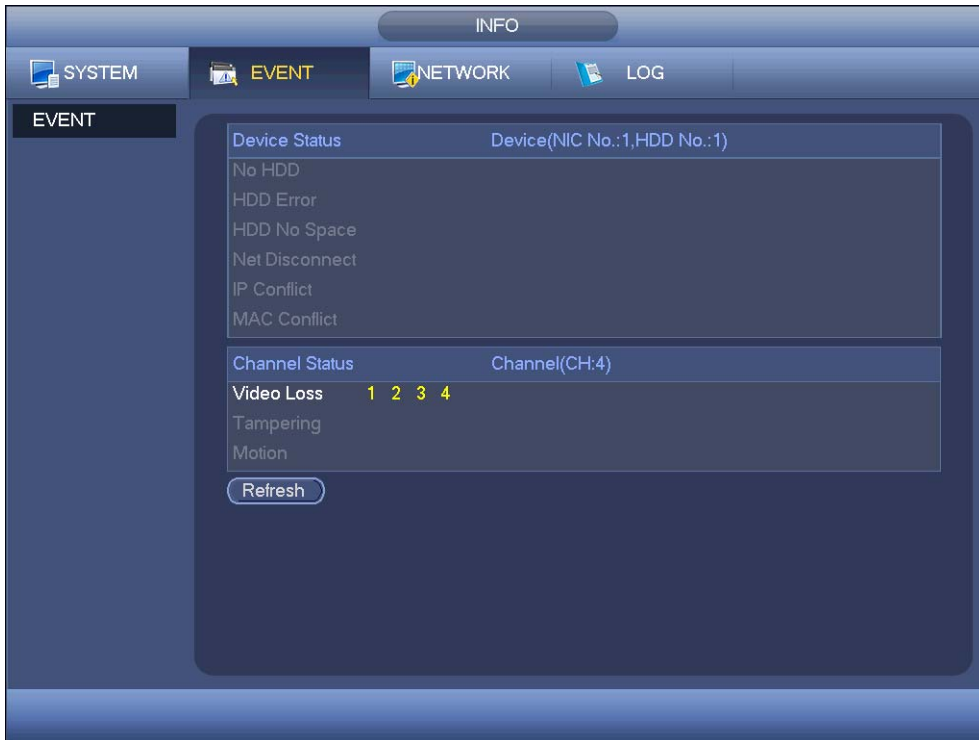 INFO
SYSTEM EVENT NETWORK LOG
EVENT
Device Status Device(NIC No.:1,HDD No.:1)
No HDD
HDD Error
HDD No Space
Net Disconnect
IP Conflict
MAC Conflict
Channel Status Channel(CH:4)
Video Loss 1 2 3 4
Tampering
Motion
Refresh